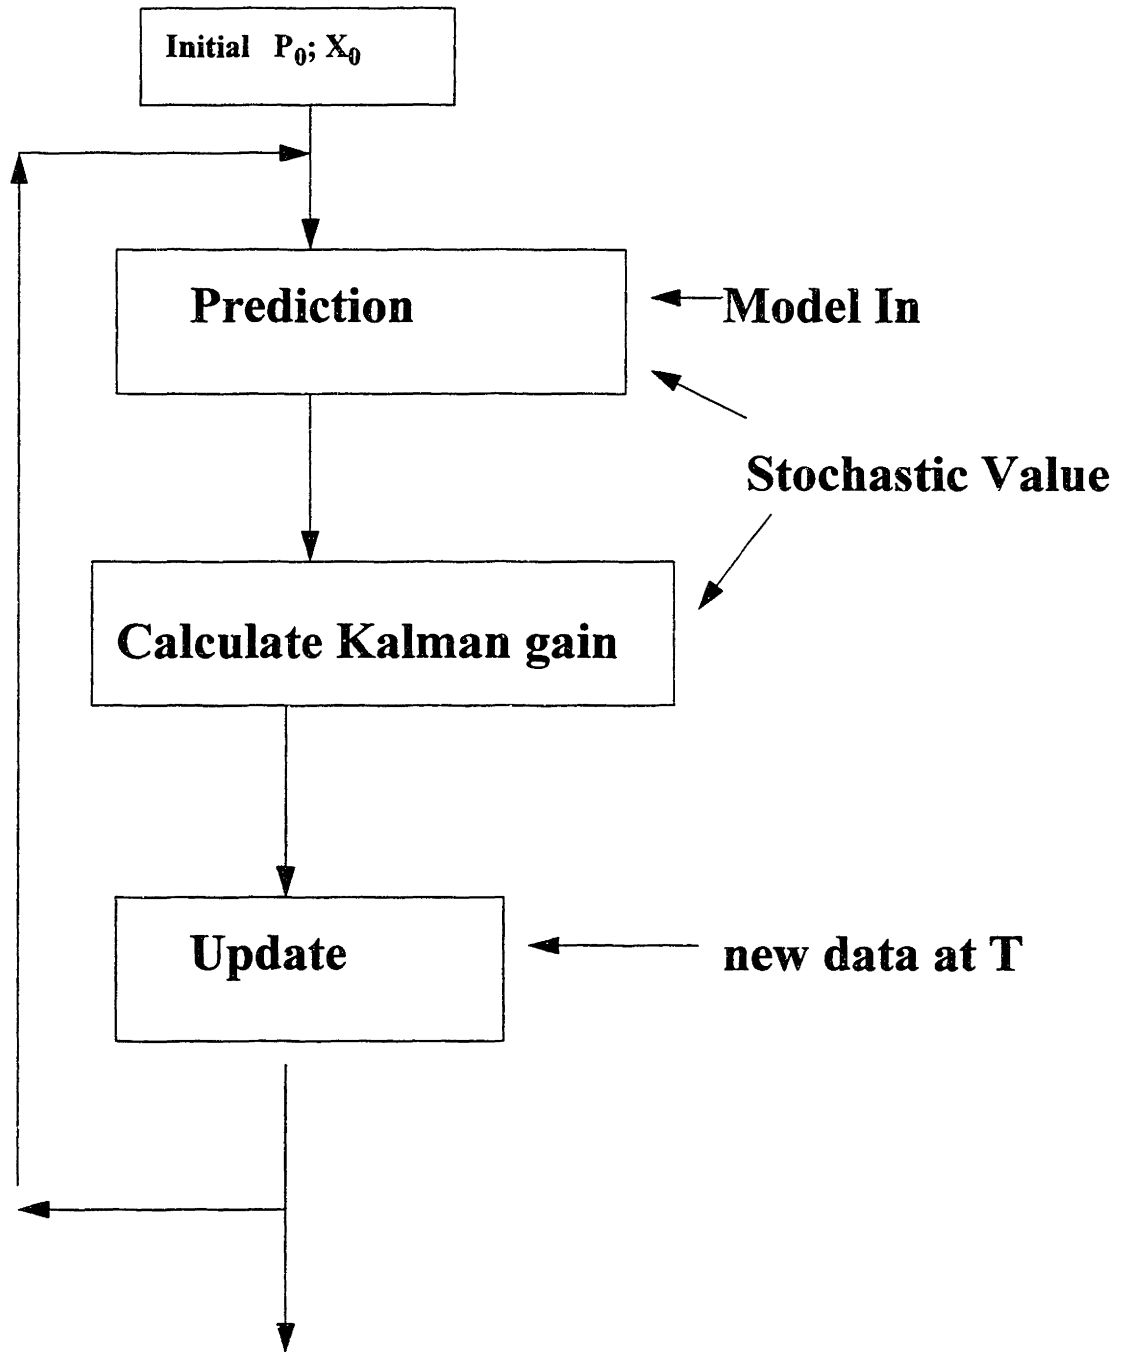 Initial P₀; X₀
Prediction
Model In
Stochastic Value
Calculate Kalman gain
Update
new data at T